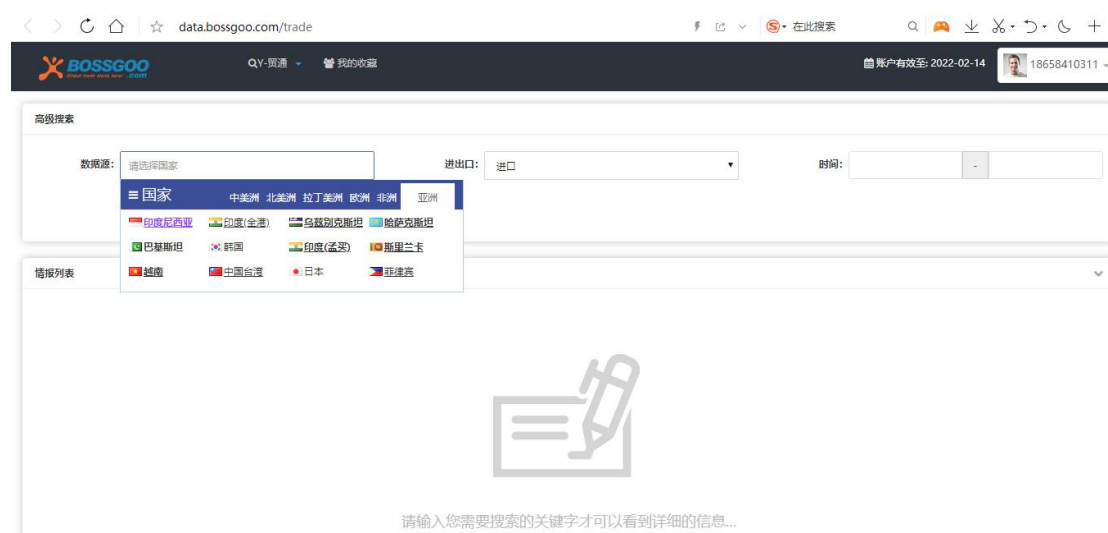 data.bossgoo.com/trade
在此搜索
BOSSGOO
.COM
Y-贸通
我的收藏
账户有效至: 2022-02-14
18658410311
高级搜索
数据源:
请选择国家
进出口:
进口
时间:
-
国家
中美洲 北美洲 拉丁美洲 欧洲 非洲 亚洲
印度尼西亚 印度(全港) 乌兹别克斯坦 哈萨克斯坦
巴基斯坦 韩国 印度(孟买) 斯里兰卡
越南 中国台湾 日本 菲律宾
情报列表
请输入您需要搜索的关键字才可以看到详细的信息...